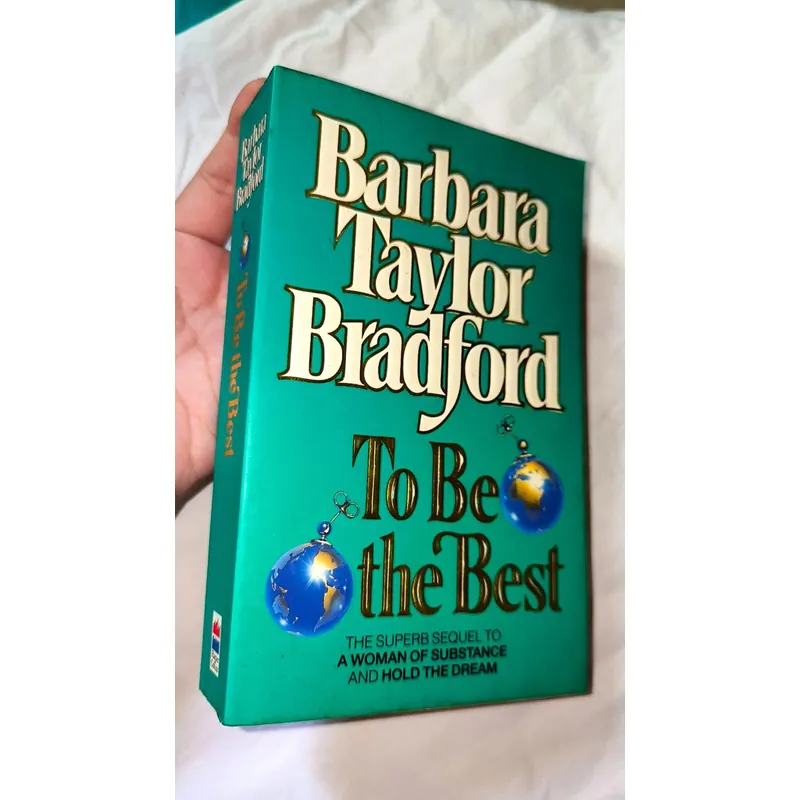 Barbara
Taylor
Bradford
To Be the Best
Barbara
Taylor
Bradford
To Be
the Best
THE SUPERB SEQUEL TO
A WOMAN OF SUBSTANCE
AND HOLD THE DREAM